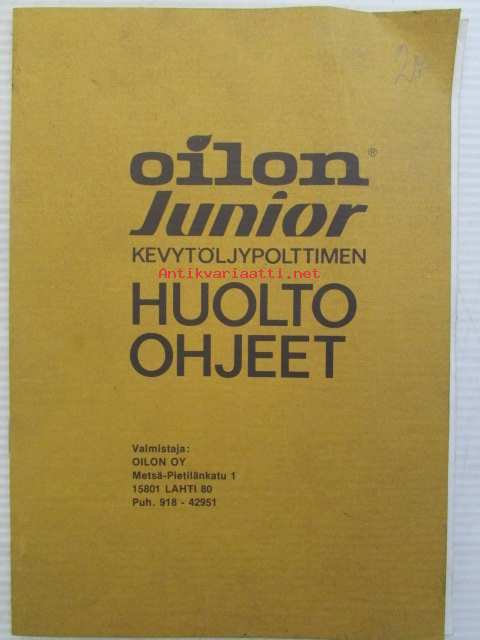 oilon®
Junior
KEVYTÖLJYPOLTTIMEN
Antikvariaatti.net
HUOLTO
OHJEET
Valmistaja:
OILON OY
Metsä-Pietilänkatu 1
15801 LAHTI 80
Puh. 918 - 42951